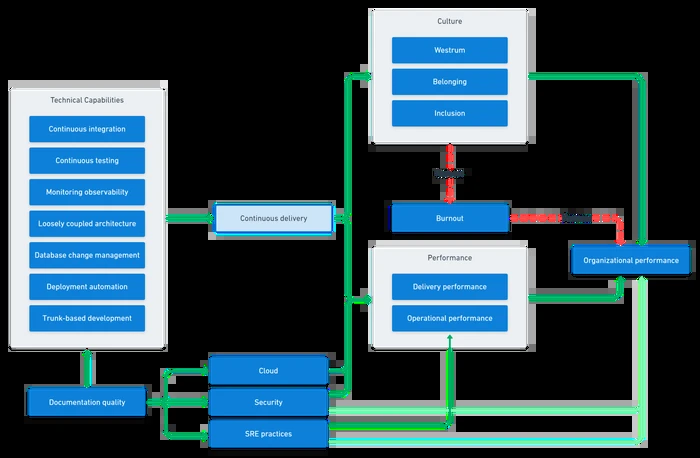 Culture
Westrum
Belonging
Inclusion
Technical Capabilities
Continuous integration
Continuous testing
Monitoring observability
Loosely coupled architecture
Database change management
Deployment automation
Trunk-based development
Continuous delivery
Burnout
Performance
Delivery performance
Operational performance
Organizational performance
Documentation quality
Cloud
Security
SRE practices